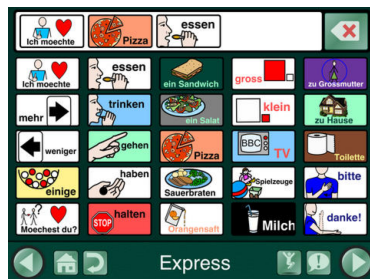 Ich moechte Pizza essen
Ich moechte essen ein Sandwich gross zu Grossmutter
mehr trinken ein Salat klein zu Hause
weniger gehen Pizza BBC TV Toilette
einige haben Sauerbraten Spielzeuge bitte
Moechest du? STOP halten Orangensaft Milch danke!
Express